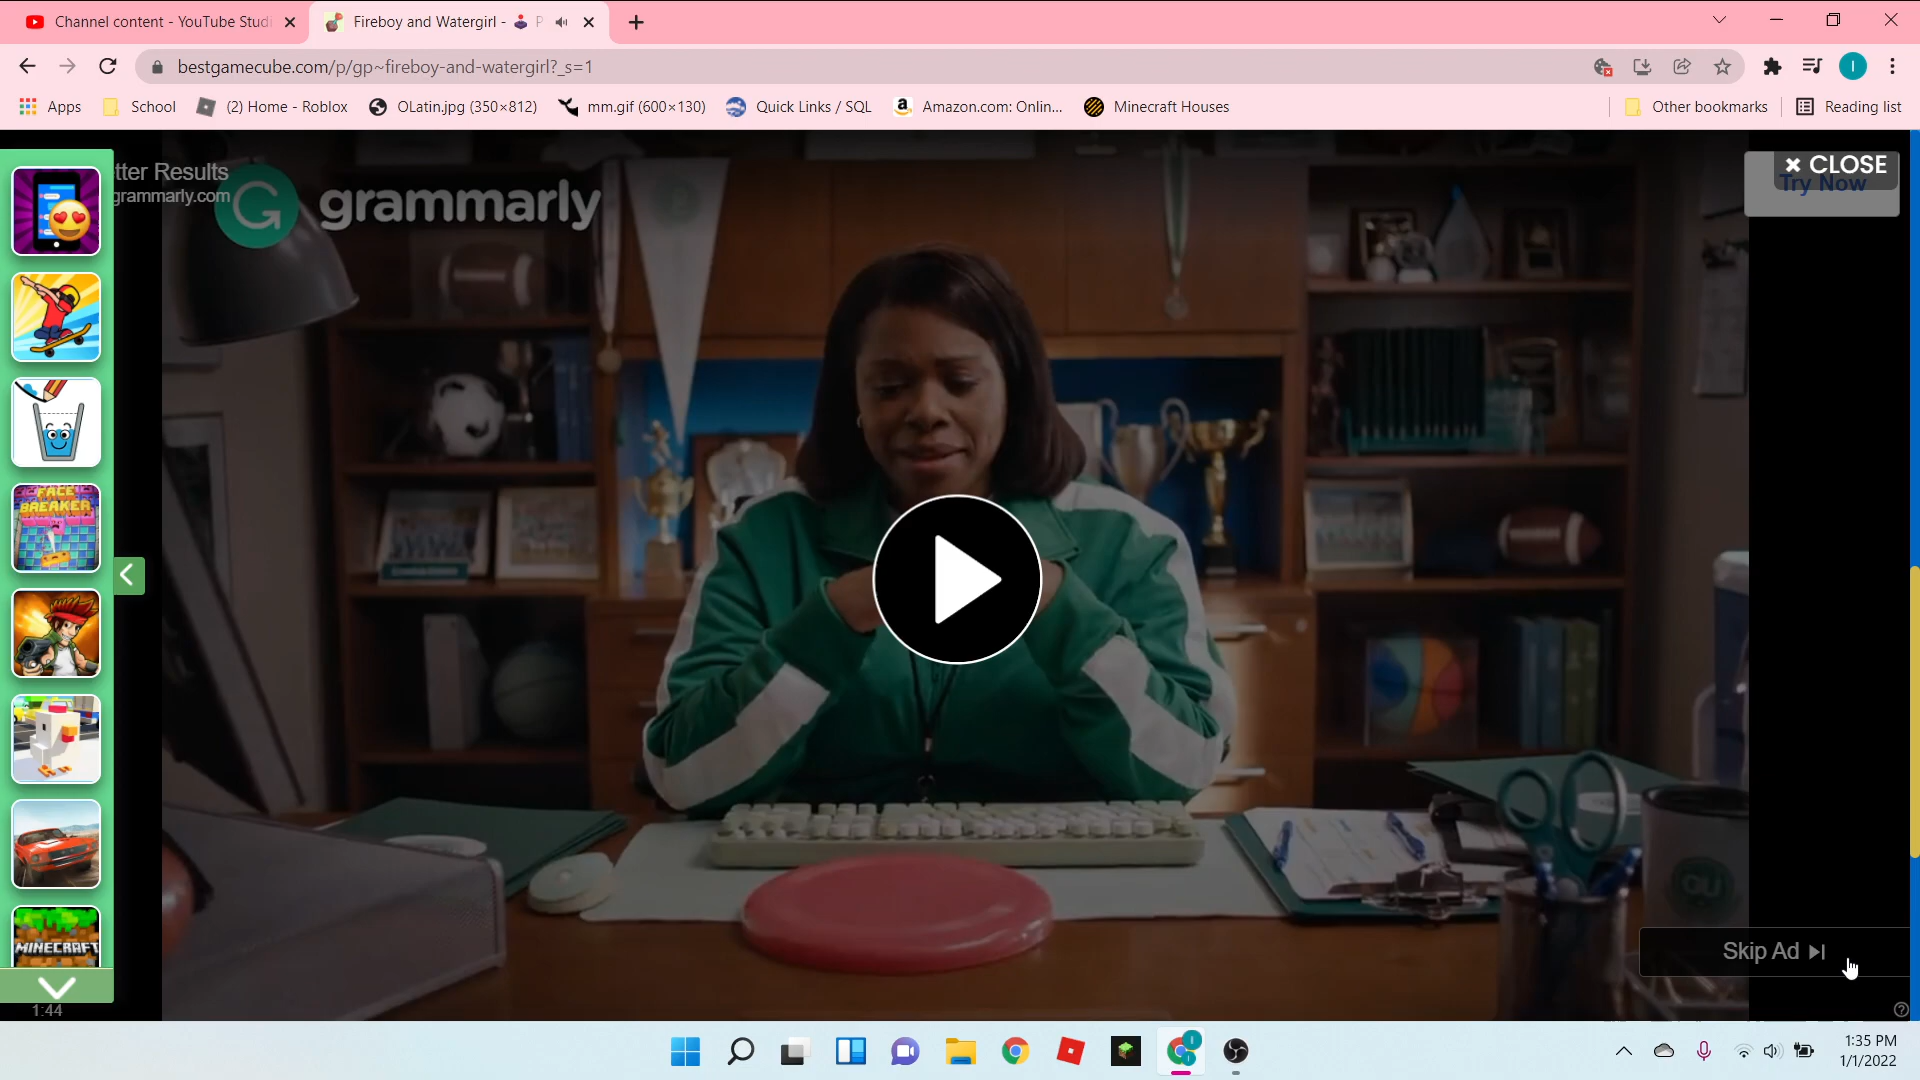 Channel content - YouTube Studi
Fireboy and Watergirl - P
bestgamecube.com/p/gp~fireboy-and-watergirl?_s=1
I
Apps
School
(2) Home - Roblox
OLatin.jpg (350×812)
mm.gif (600×130)
Quick Links / SQL
Amazon.com: Onlin...
Minecraft Houses
Other bookmarks
Reading list
tter Results
grammarly.com
G grammarly
× CLOSE
Try Now
FACE
BREAKER
MINECRAFT
Skip Ad
1:44
1:35 PM
1/1/2022